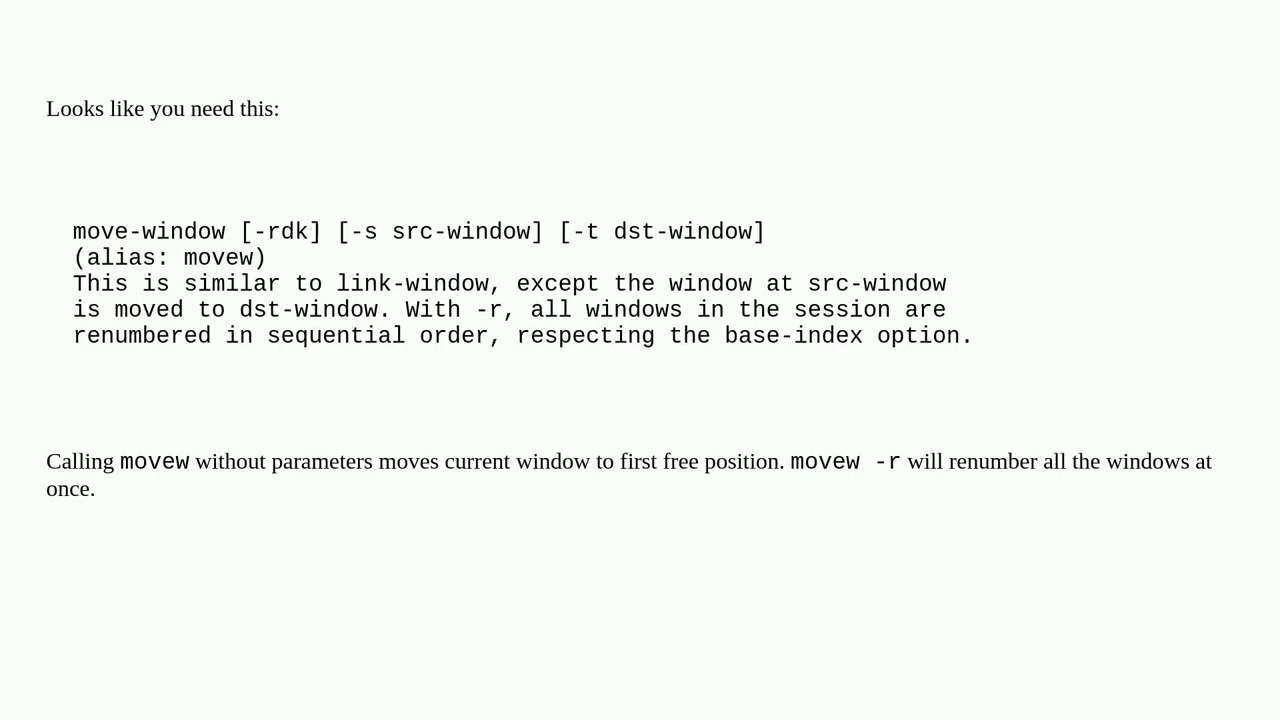 Looks like you need this:
move-window [-rdk] [-s src-window] [-t dst-window]
(alias: movew)
This is similar to link-window, except the window at src-window
is moved to dst-window. With -r, all windows in the session are
renumbered in sequential order, respecting the base-index option.
Calling movew without parameters moves current window to first free position. movew -r will renumber all the windows at
once.